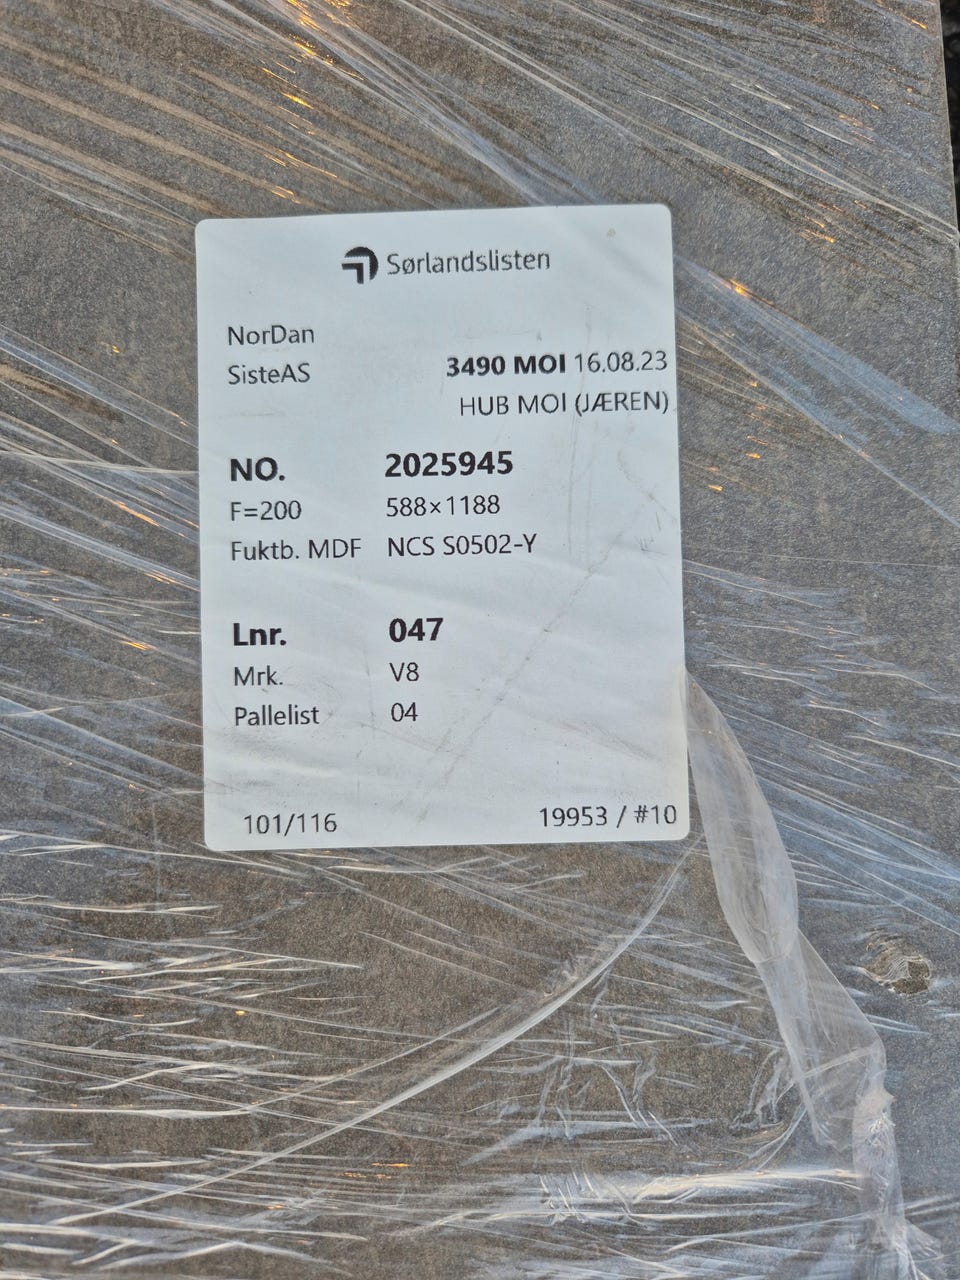 Sørlandslisten
NorDan
SisteAS
3490 MOI 16.08.23
HUB MOI (JÆREN)
NO. 2025945
F=200 588×1188
Fuktb. MDF NCS S0502-Y
Lnr. 047
Mrk. V8
Pallelist 04
101/116 19953 / #10